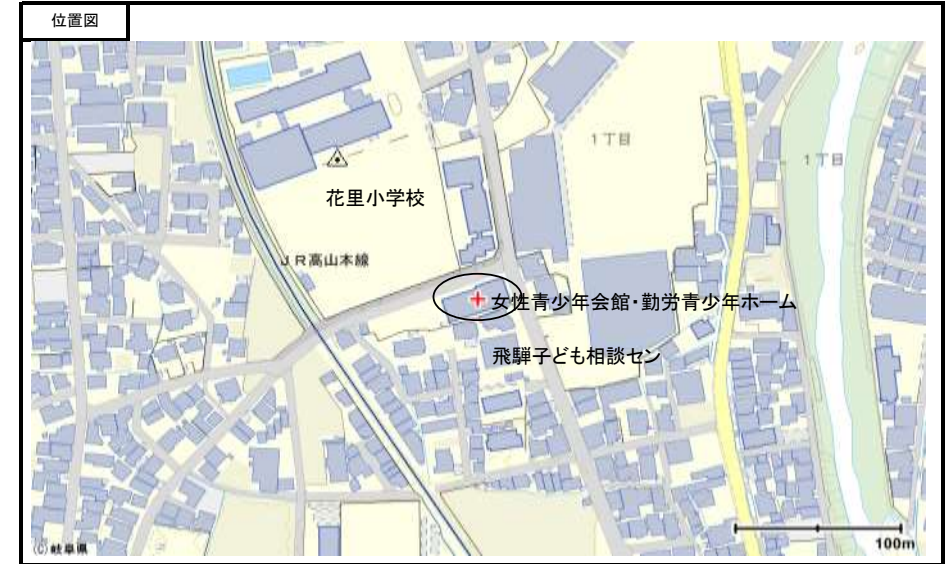 位置図
1丁目
1丁目
花里小学校
JR高山本線
女性青少年会館・勤労青少年ホーム
飛騨子ども相談セン
100m
(C)岐阜県